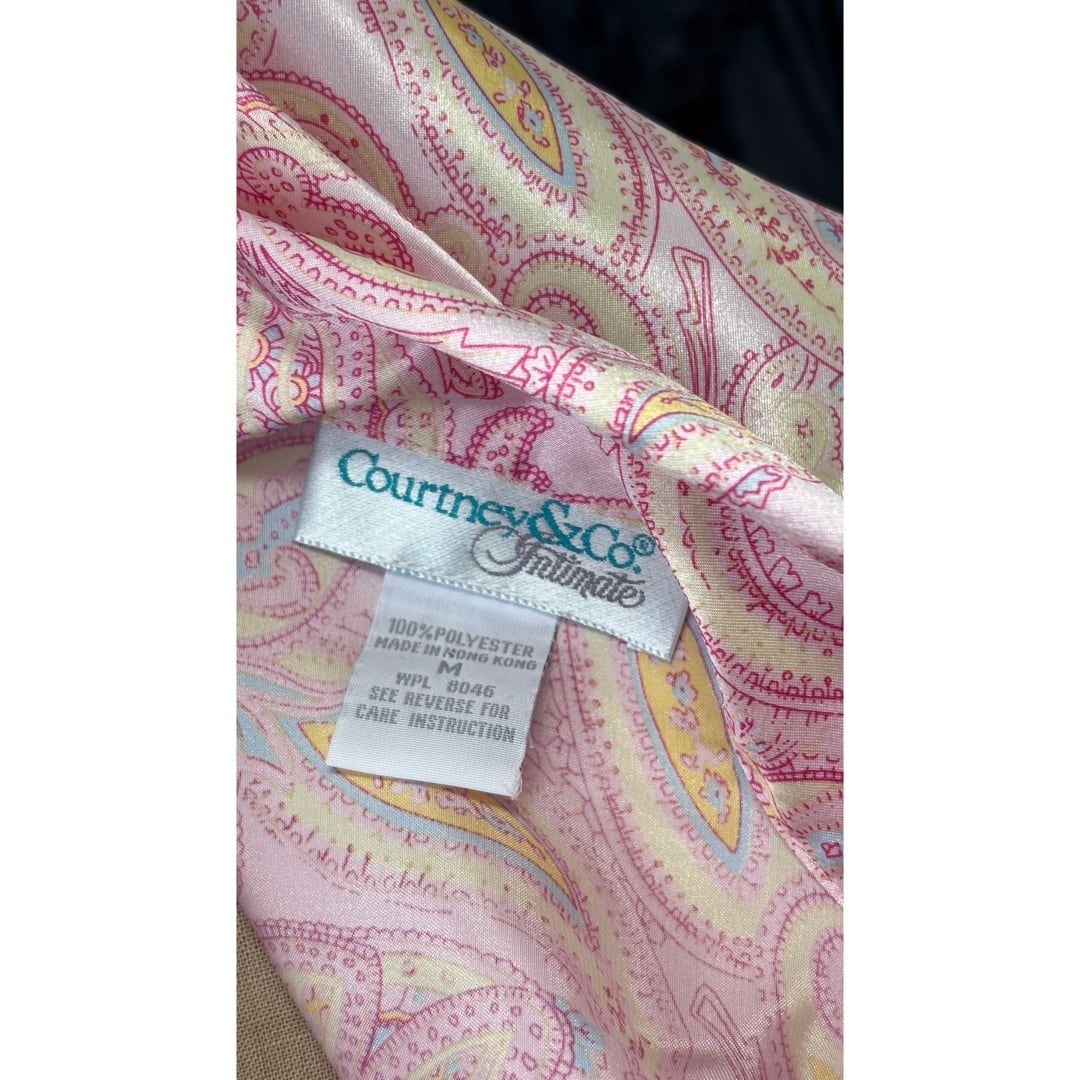 Courtney&Co.®
Intimate
100%POLYESTER
MADE IN HONG KONG
M
WPL 8046
SEE REVERSE FOR
CARE INSTRUCTION